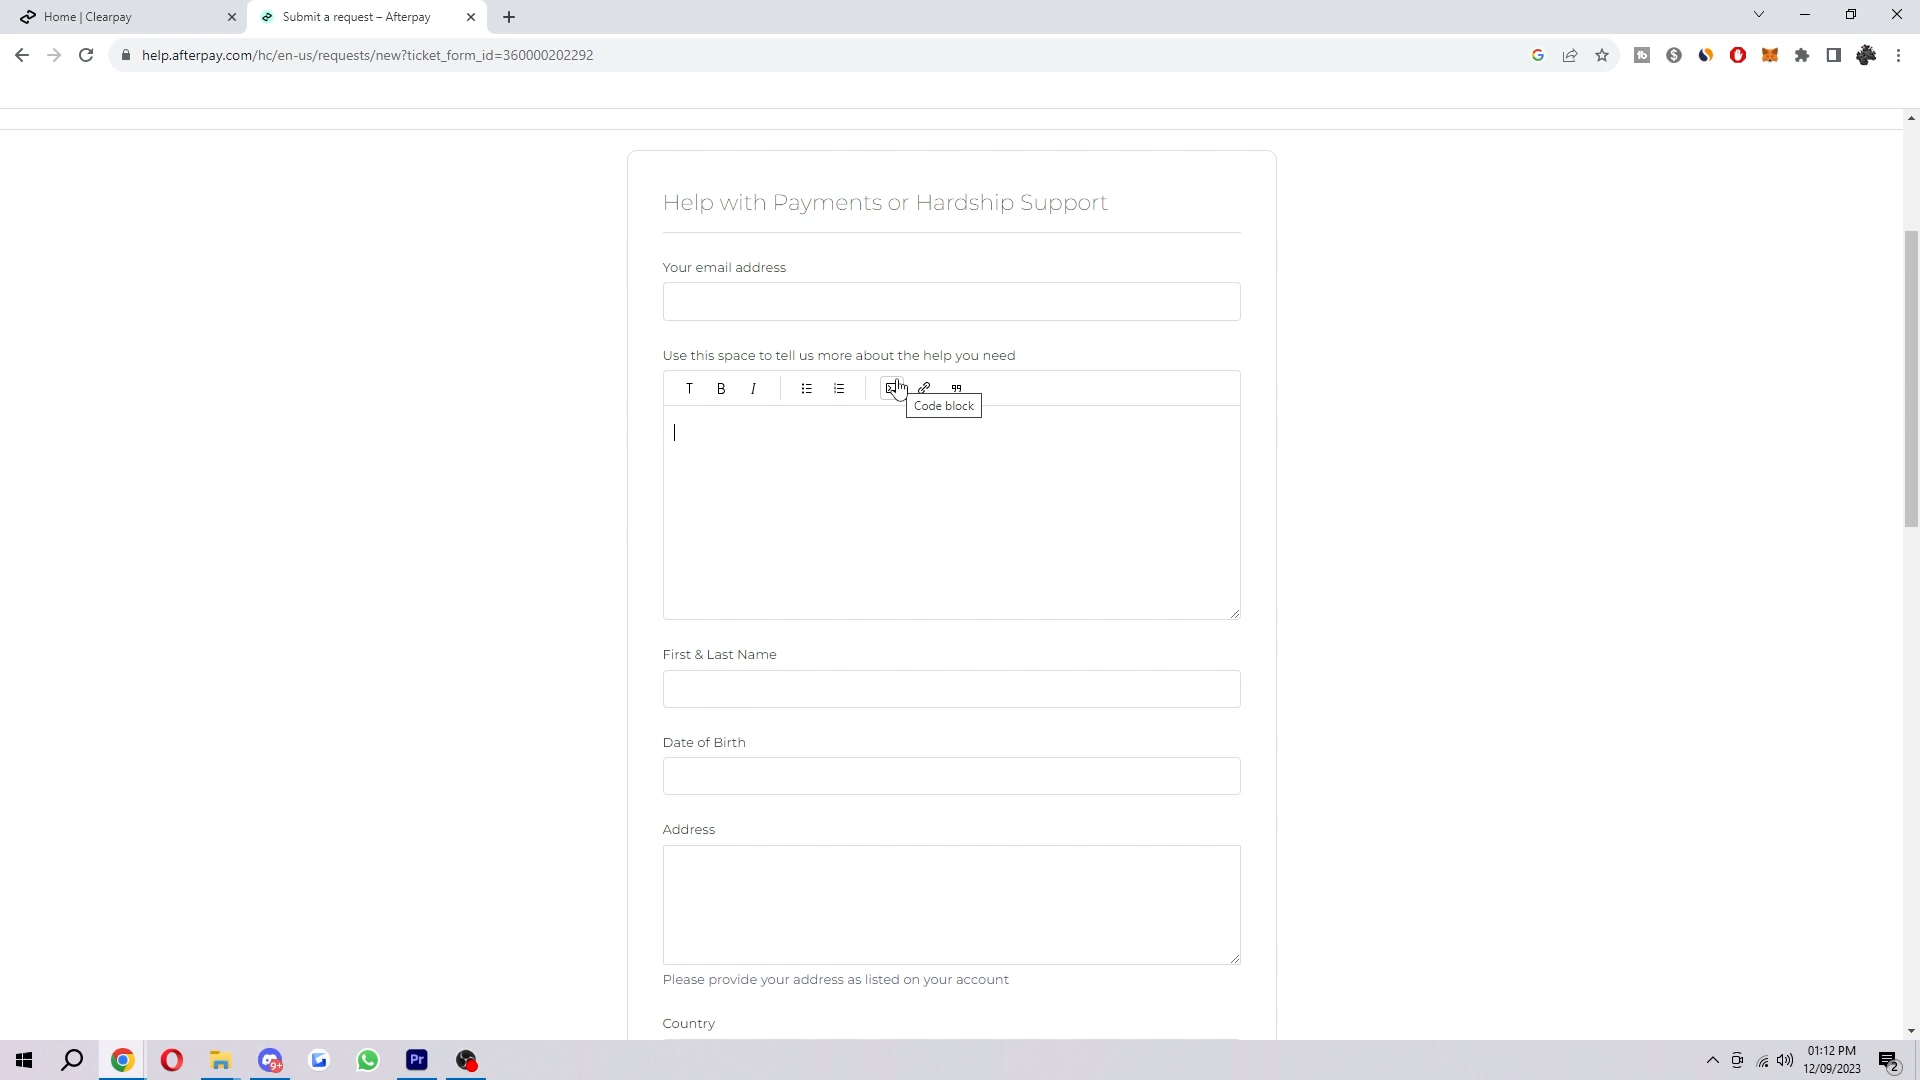 Home | Clearpay
Submit a request – Afterpay
help.afterpay.com/hc/en-us/requests/new?ticket_form_id=360000202292
Help with Payments or Hardship Support
Your email address
Use this space to tell us more about the help you need
T B I
Code block
First & Last Name
Date of Birth
Address
Please provide your address as listed on your account
Country
9+
Pr
01:12 PM
12/09/2023
2